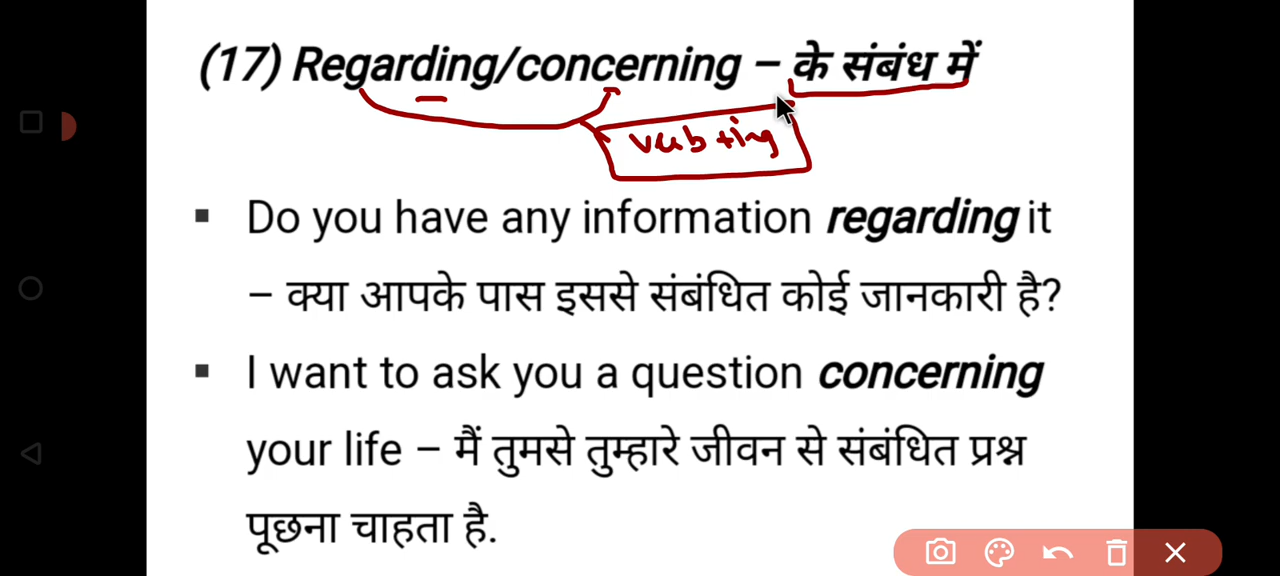 (17) Regarding/concerning – के संबंध में
verb+ing
▪ Do you have any information regarding it
– क्या आपके पास इससे संबंधित कोई जानकारी है?
▪ I want to ask you a question concerning
your life – मैं तुमसे तुम्हारे जीवन से संबंधित प्रश्न
पूछना चाहता है.